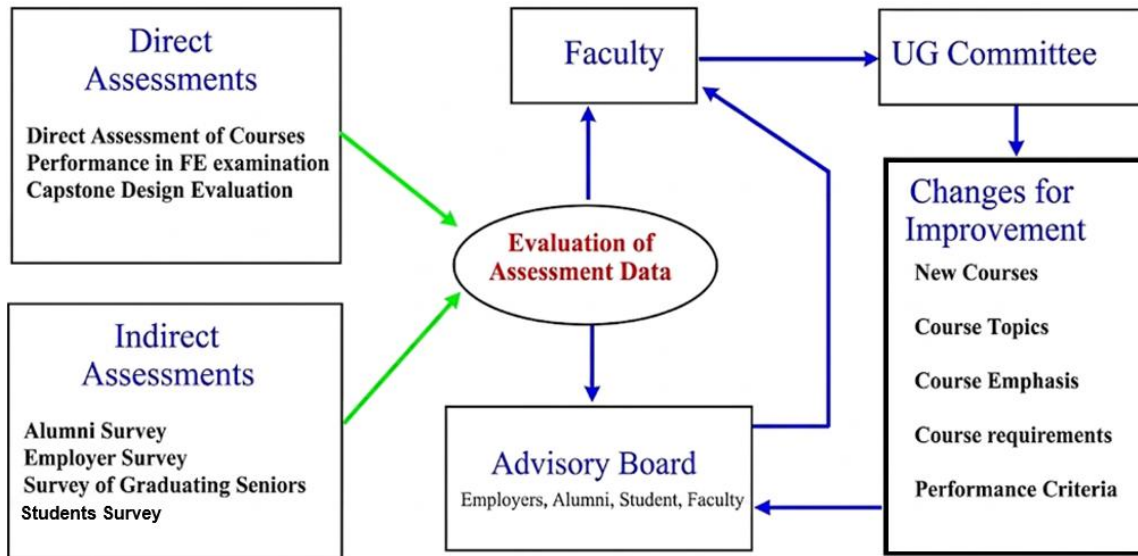 Direct
Assessments
Direct Assessment of Courses
Performance in FE examination
Capstone Design Evaluation
Indirect
Assessments
Alumni Survey
Employer Survey
Survey of Graduating Seniors
Students Survey
Evaluation of
Assessment Data
Faculty
Advisory Board
Employers, Alumni, Student, Faculty
UG Committee
Changes for
Improvement
New Courses
Course Topics
Course Emphasis
Course requirements
Performance Criteria